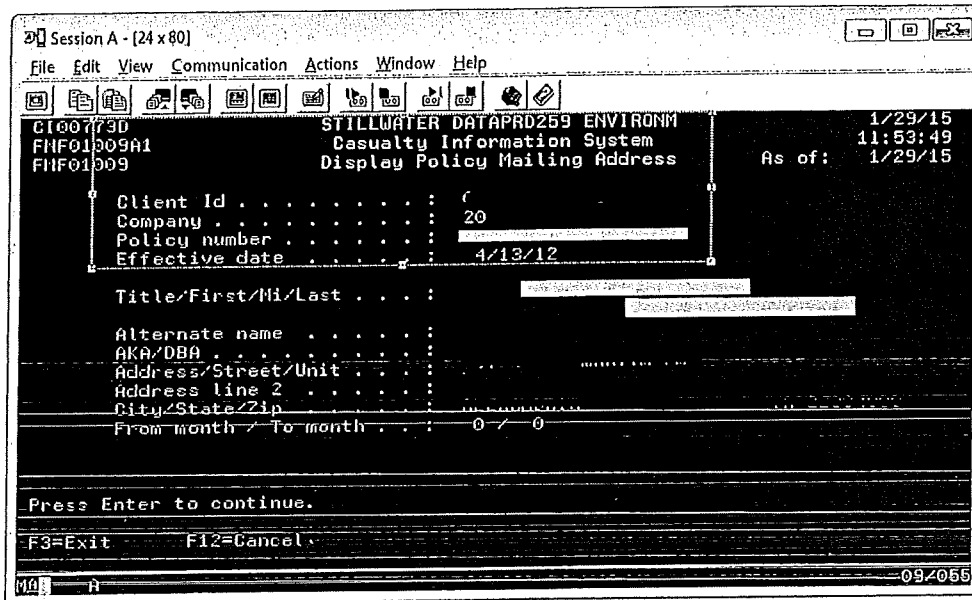 Session A - [24 x 80]
File Edit View Communication Actions Window Help
CI00773D STILLWATER DATAPRD259 ENVIRONM 1/29/15
FNF01009A1 Casualty Information System 11:53:49
FNF01009 Display Policy Mailing Address As of: 1/29/15
Client Id . . . . . . . . . :
Company . . . . . . . . . . : 20
Policy number . . . . . . . :
Effective date . . . . . . : 4/13/12
Title/First/Mi/Last . . . . :
Alternate name . . . . . . :
AKA/DBA . . . . . . . . . . :
Address/Street/Unit . . . . :
Address line 2 . . . . . . :
City/State/Zip . . . . . . :
From month / To month . . . : 0 / 0
Press Enter to continue.
F3=Exit F12=Cancel
MA A 09/055